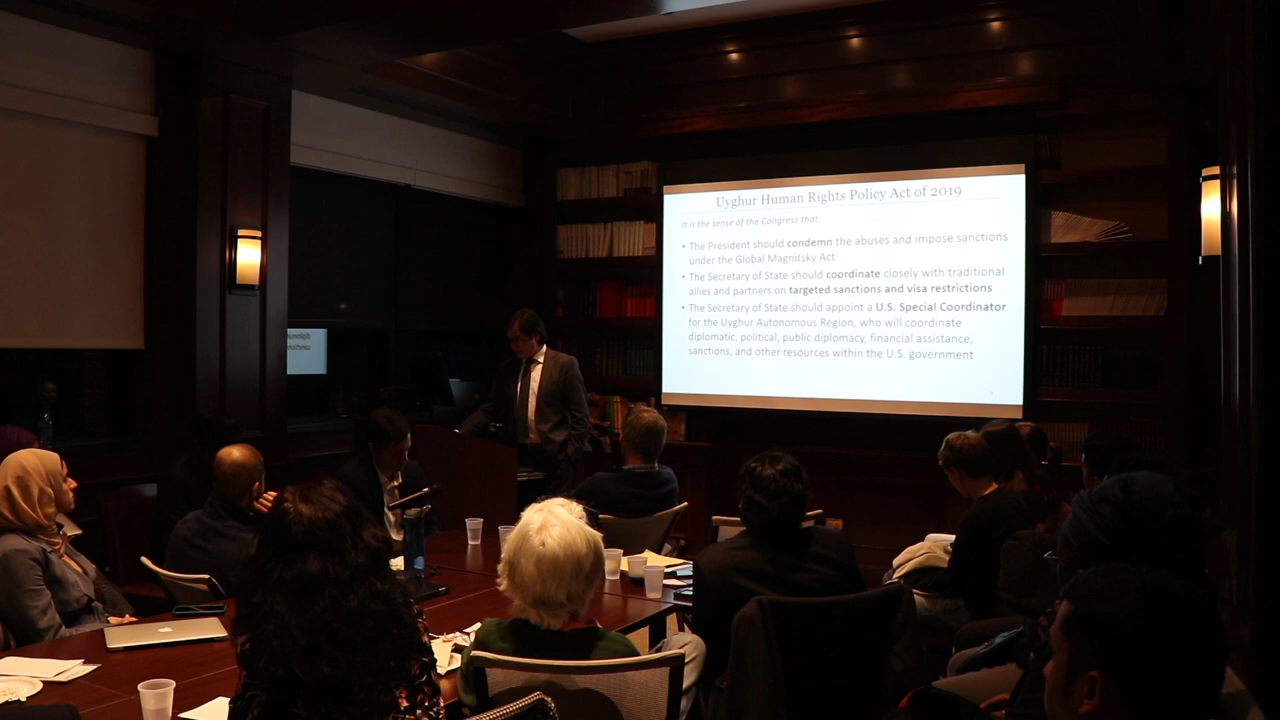 Uyghur Human Rights Policy Act of 2019
It is the sense of the Congress that:
• The President should condemn the abuses and impose sanctions
under the Global Magnitsky Act
• The Secretary of State should coordinate closely with traditional
allies and partners on targeted sanctions and visa restrictions
• The Secretary of State should appoint a U.S. Special Coordinator
for the Uyghur Autonomous Region, who will coordinate
diplomatic, political, public diplomacy, financial assistance,
sanctions, and other resources within the U.S. government